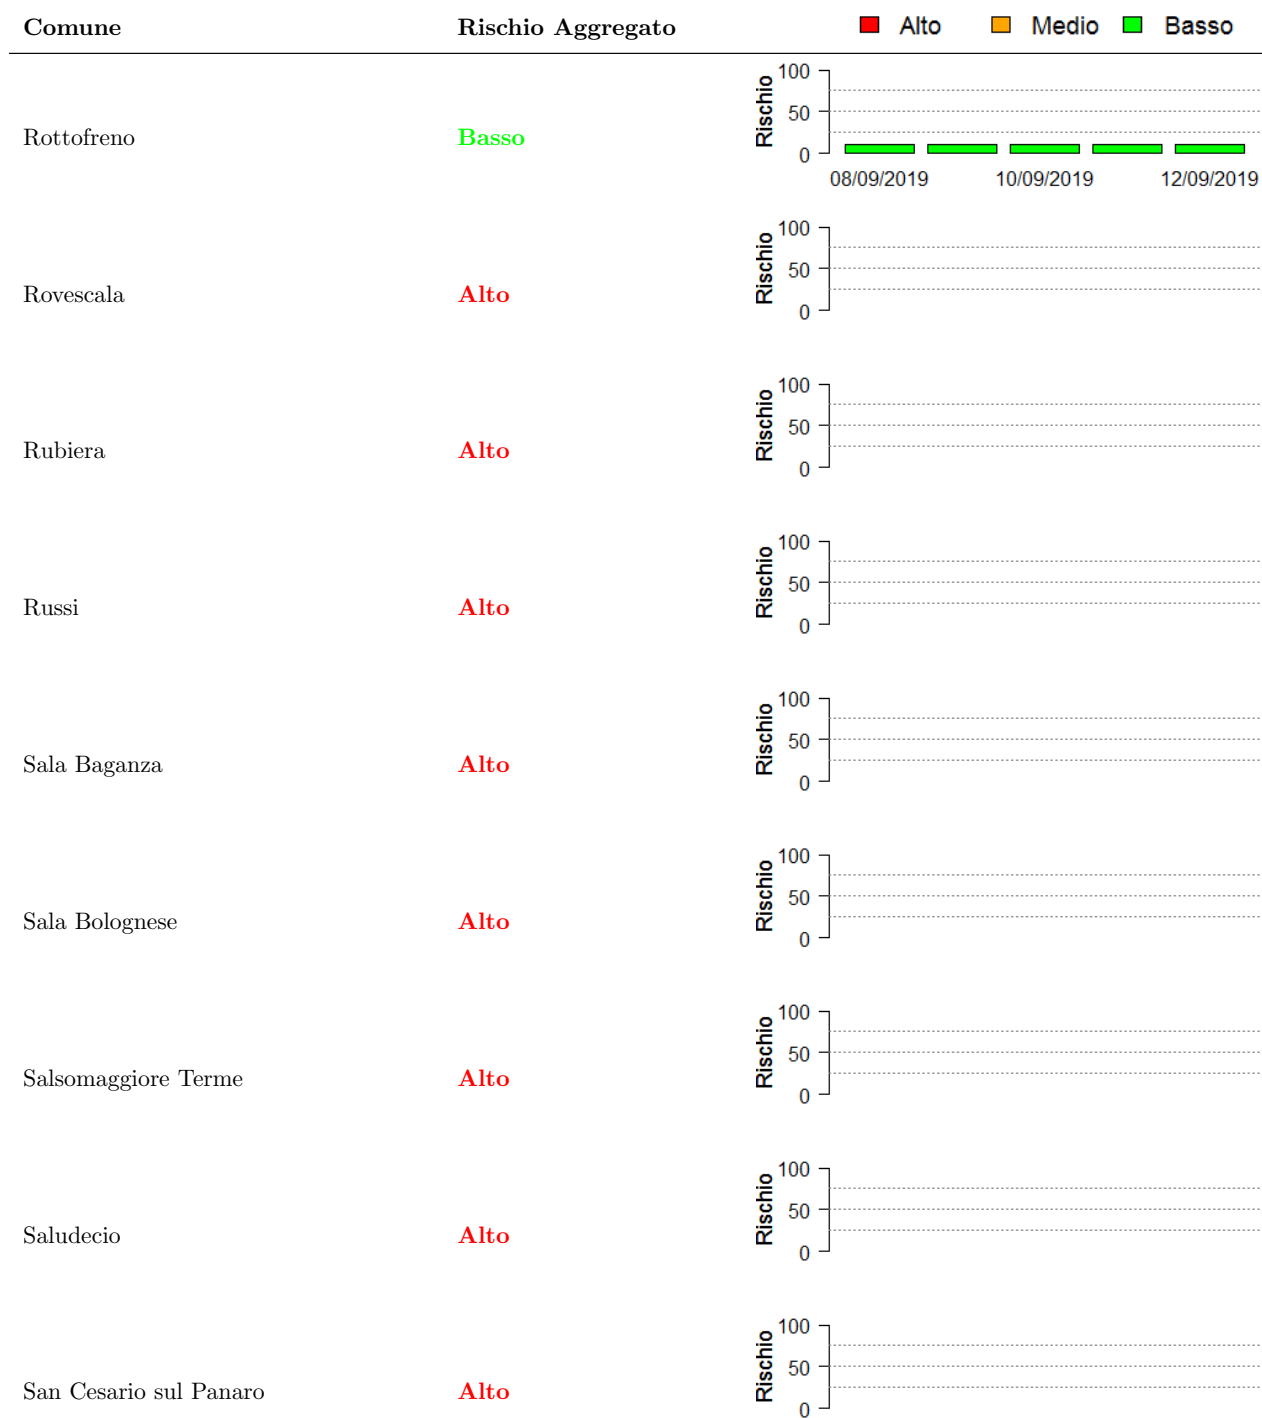 Comune Rischio Aggregato Alto Medio Basso
Rottofreno Basso Rischio 100 50 0
08/09/2019 10/09/2019 12/09/2019
Rovescala Alto Rischio 100 50 0
Rubiera Alto Rischio 100 50 0
Russi Alto Rischio 100 50 0
Sala Baganza Alto Rischio 100 50 0
Sala Bolognese Alto Rischio 100 50 0
Salsomaggiore Terme Alto Rischio 100 50 0
Saludecio Alto Rischio 100 50 0
San Cesario sul Panaro Alto Rischio 100 50 0